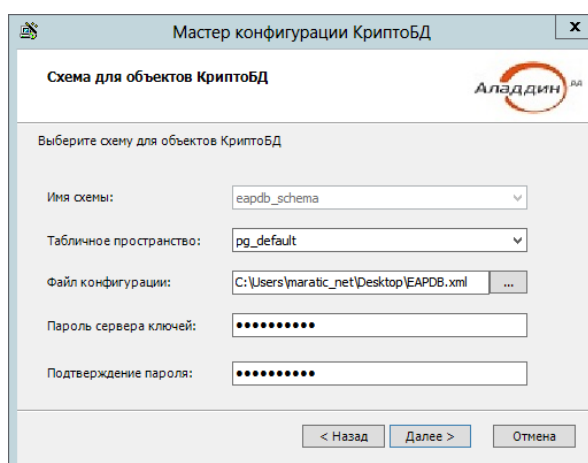 Мастер конфигурации КриптоБД
x
Схема для объектов КриптоБД
Аладдин РД
Выберите схему для объектов КриптоБД
Имя схемы: eapdb_schema
Табличное пространство: pg_default
Файл конфигурации: C:\Users\maratic_net\Desktop\EAPDB.xml ...
Пароль сервера ключей: ●●●●●●●●●●
Подтверждение пароля: ●●●●●●●●●●
< Назад Далее > Отмена